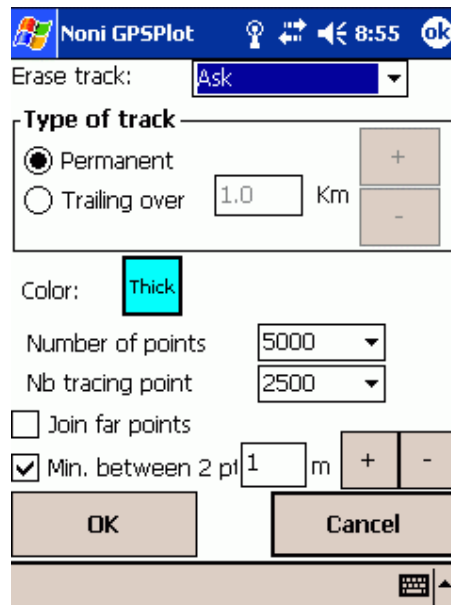 Noni GPSPlot 8:55 ok
Erase track: Ask
Type of track
Permanent +
Trailing over 1.0 Km
-
Color: Thick
Number of points 5000
Nb tracing point 2500
Join far points
Min. between 2 pt 1 m + -
OK Cancel